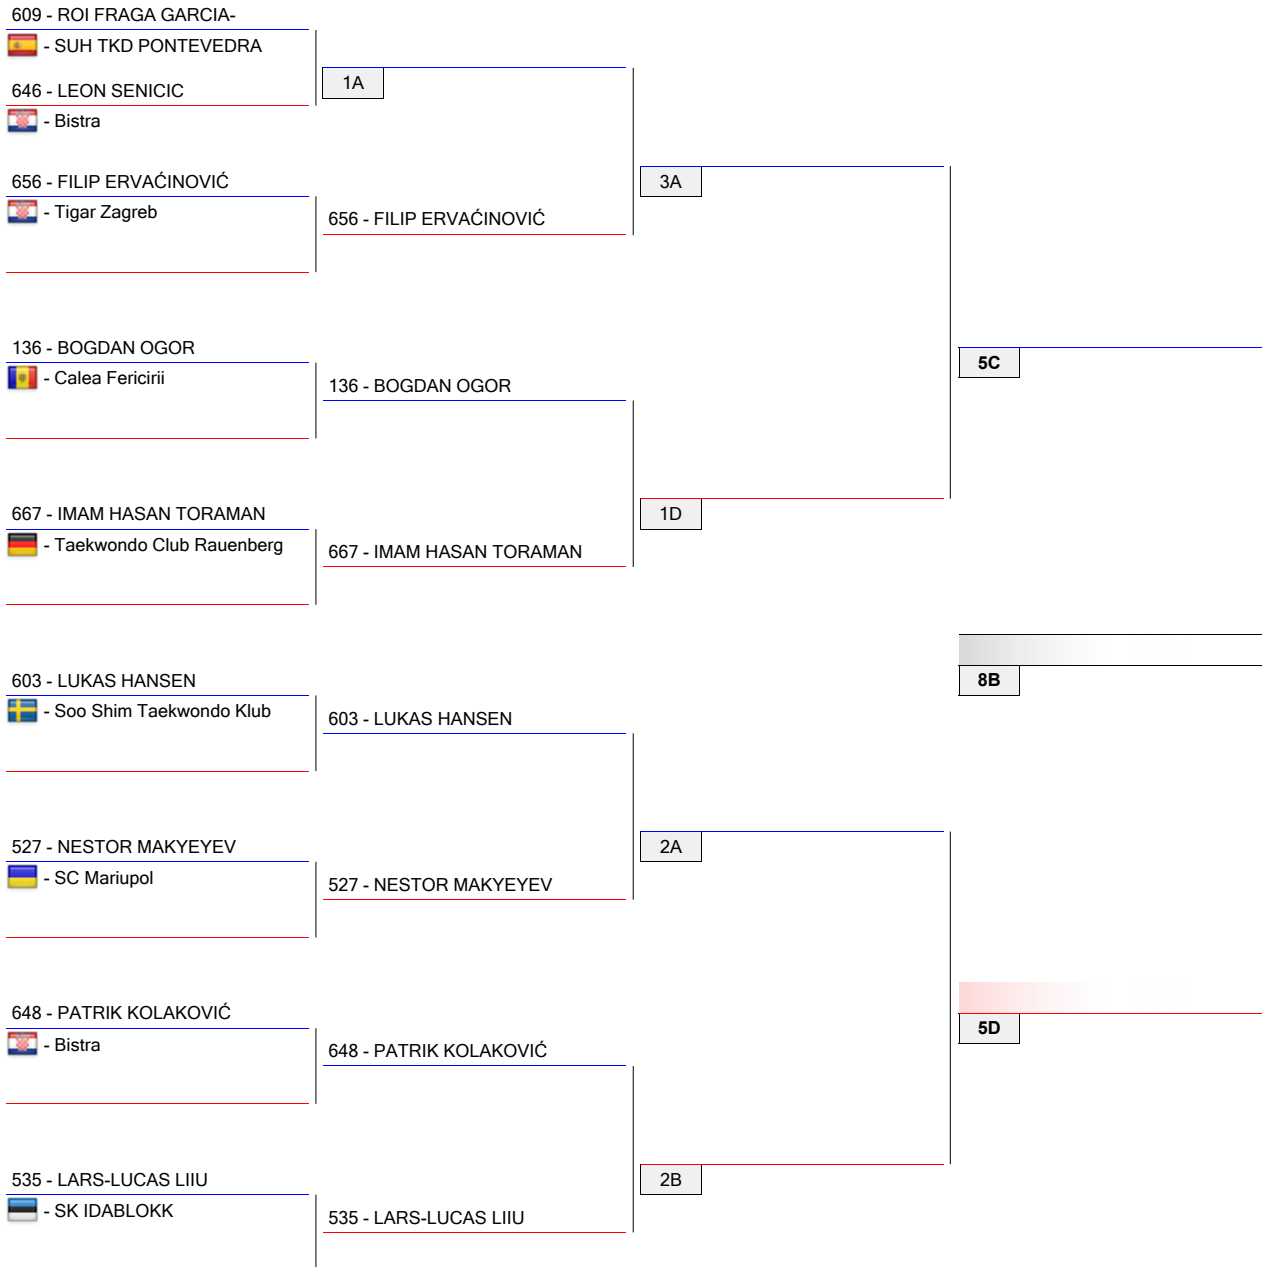 609 - ROI FRAGA GARCIA-
- SUH TKD PONTEVEDRA
646 - LEON SENICIC
- Bistra
1A
656 - FILIP ERVAĆINOVIĆ
- Tigar Zagreb
656 - FILIP ERVAĆINOVIĆ
3A
136 - BOGDAN OGOR
- Calea Fericirii
136 - BOGDAN OGOR
5C
667 - IMAM HASAN TORAMAN
- Taekwondo Club Rauenberg
667 - IMAM HASAN TORAMAN
1D
603 - LUKAS HANSEN
- Soo Shim Taekwondo Klub
603 - LUKAS HANSEN
8B
527 - NESTOR MAKYEYEV
- SC Mariupol
527 - NESTOR MAKYEYEV
2A
648 - PATRIK KOLAKOVIĆ
- Bistra
648 - PATRIK KOLAKOVIĆ
5D
535 - LARS-LUCAS LIIU
- SK IDABLOKK
535 - LARS-LUCAS LIIU
2B